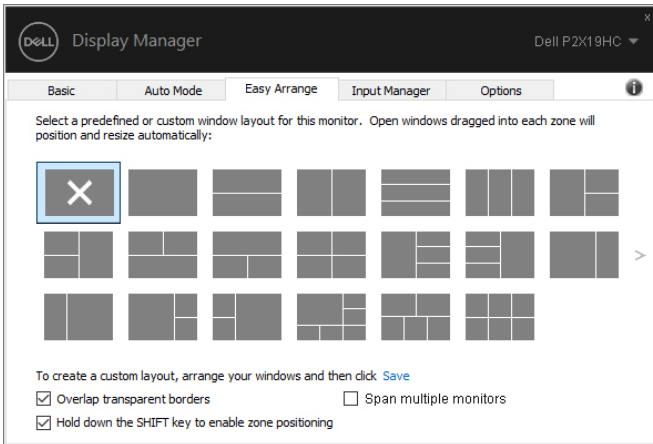 x
DELL Display Manager Dell P2X19HC
Basic Auto Mode Easy Arrange Input Manager Options i
Select a predefined or custom window layout for this monitor. Open windows dragged into each zone will
position and resize automatically:
>
To create a custom layout, arrange your windows and then click Save
Overlap transparent borders Span multiple monitors
Hold down the SHIFT key to enable zone positioning